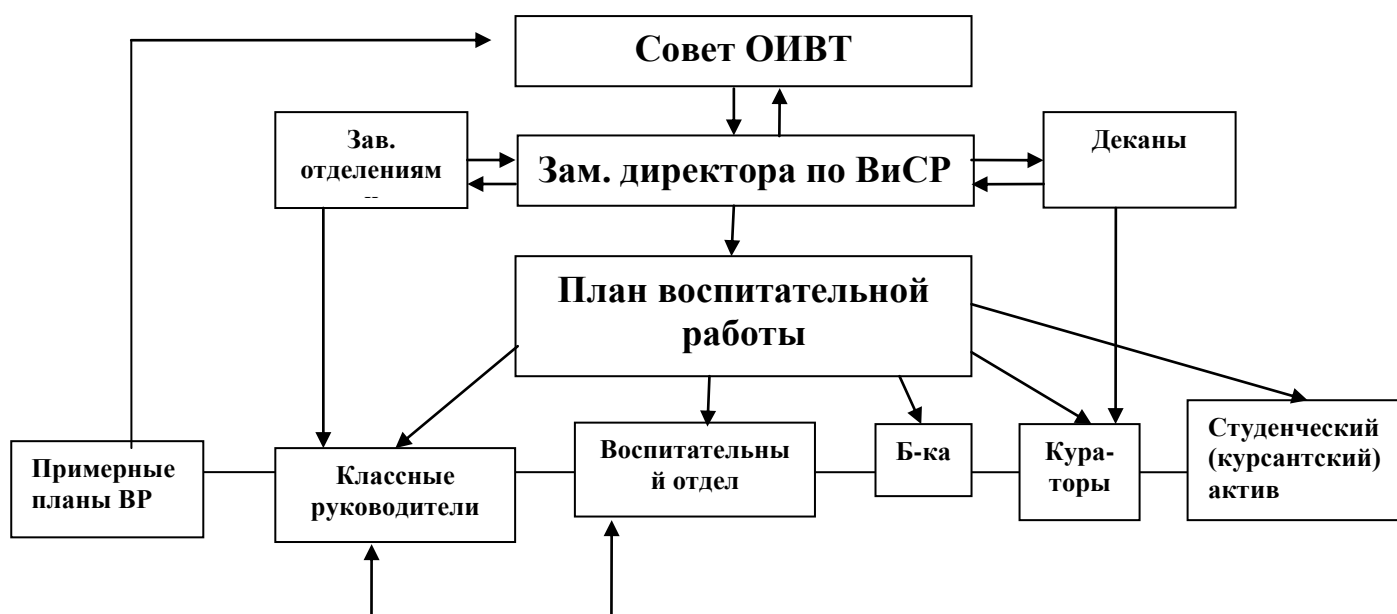 Совет ОИВТ
Зав.
отделениям
Зам. директора по ВиСР
Деканы
План воспитательной
работы
Примерные
планы ВР
Классные
руководители
Воспитательны
й отдел
Б-ка
Кура-
торы
Студенческий
(курсантский)
актив